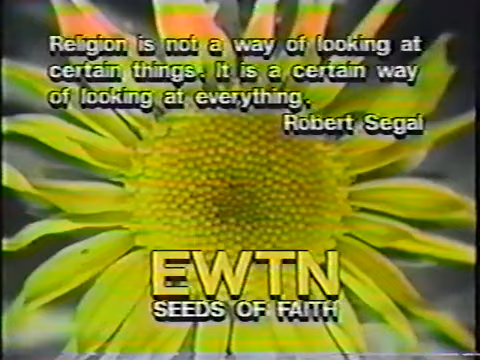 Religion is not a way of looking at
certain things. It is a certain way
of looking at everything.
Robert Segal
EWTN
SEEDS OF FAITH